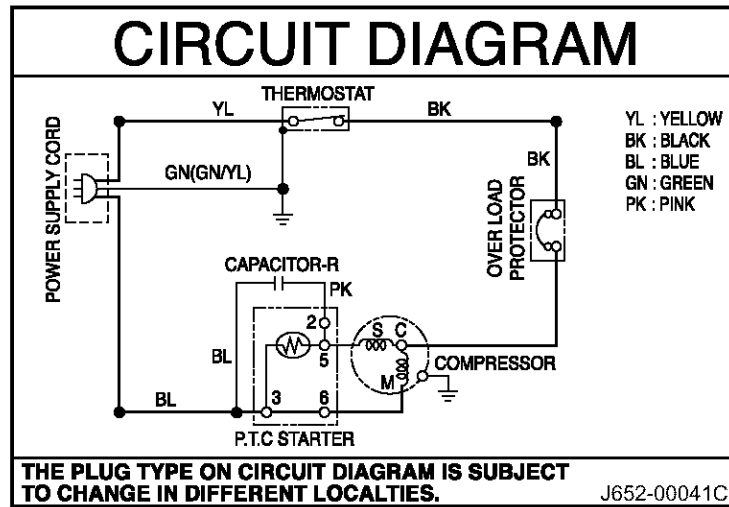 CIRCUIT DIAGRAM
THERMOSTAT
YL
BK
YL : YELLOW
BK : BLACK
BL : BLUE
GN : GREEN
PK : PINK
POWER SUPPLY CORD
GN(GN/YL)
BK
OVER LOAD
PROTECTOR
CAPACITOR-R
PK
2
S C
5
BL
M
COMPRESSOR
BL
3
6
P.T.C STARTER
THE PLUG TYPE ON CIRCUIT DIAGRAM IS SUBJECT
TO CHANGE IN DIFFERENT LOCALTIES.
J652-00041C